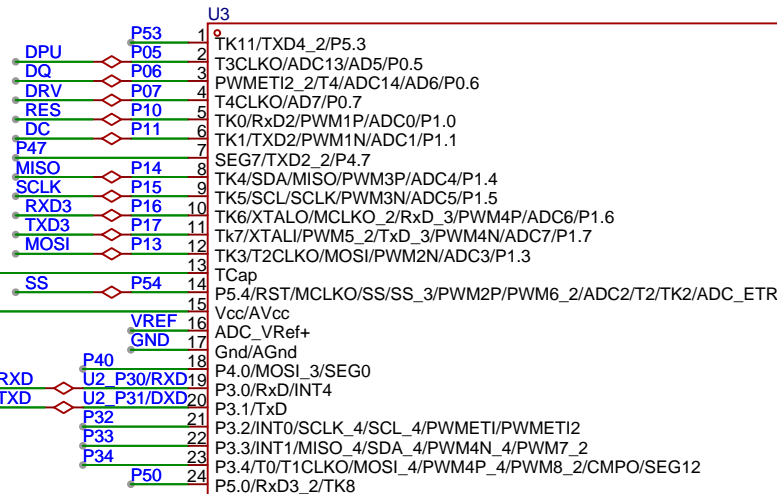 U3
P53 1 TK11/TXD4_2/P5.3
DPU P05 2 T3CLKO/ADC13/AD5/P0.5
DQ P06 3 PWMETI2_2/T4/ADC14/AD6/P0.6
DRV P07 4 T4CLKO/AD7/P0.7
RES P10 5 TK0/RxD2/PWM1P/ADC0/P1.0
DC P11 6 TK1/TXD2/PWM1N/ADC1/P1.1
P47 7 SEG7/TXD2_2/P4.7
MISO P14 8 TK4/SDA/MISO/PWM3P/ADC4/P1.4
SCLK P15 9 TK5/SCL/SCLK/PWM3N/ADC5/P1.5
RXD3 P16 10 TK6/XTALO/MCLKO_2/RxD_3/PWM4P/ADC6/P1.6
TXD3 P17 11 Tk7/XTALI/PWM5_2/TxD_3/PWM4N/ADC7/P1.7
MOSI P13 12 TK3/T2CLKO/MOSI/PWM2N/ADC3/P1.3
13 TCap
SS P54 14 P5.4/RST/MCLKO/SS/SS_3/PWM2P/PWM6_2/ADC2/T2/TK2/ADC_ETR
15 Vcc/AVcc
VREF 16 ADC_VRef+
GND 17 Gnd/AGnd
P40 18 P4.0/MOSI_3/SEG0
RXD U2_P30/RXD 19 P3.0/RxD/INT4
TXD U2_P31/DXD 20 P3.1/TxD
P32 21 P3.2/INT0/SCLK_4/SCL_4/PWMETI/PWMETI2
P33 22 P3.3/INT1/MISO_4/SDA_4/PWM4N_4/PWM7_2
P34 23 P3.4/T0/T1CLKO/MOSI_4/PWM4P_4/PWM8_2/CMPO/SEG12
P50 24 P5.0/RxD3_2/TK8